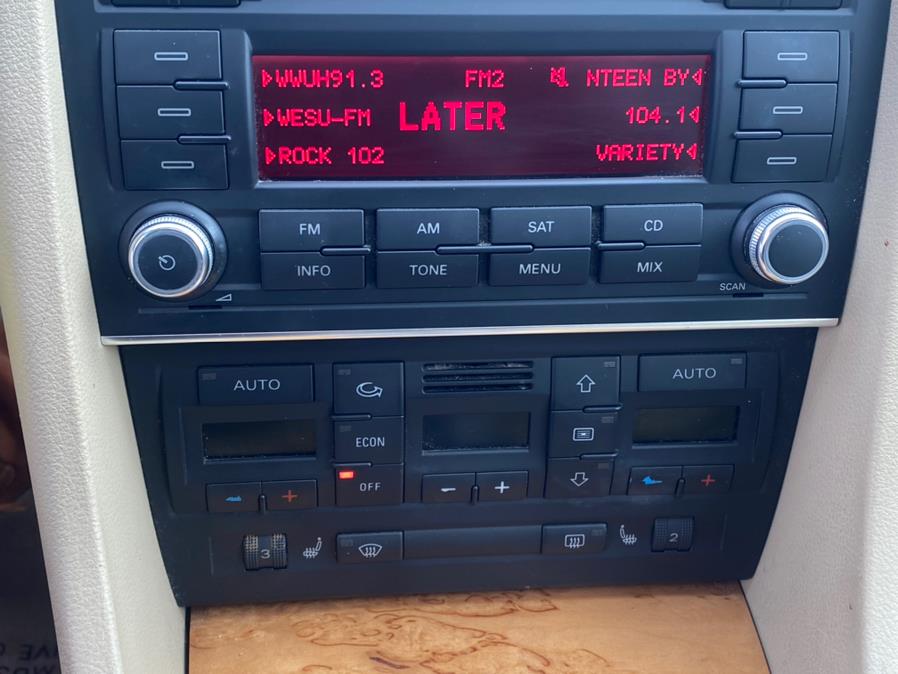 WWUH91.3 FM2 NTEEN BY
WESU-FM LATER 104.1
ROCK 102 VARIETY
FM AM SAT CD
INFO TONE MENU MIX
SCAN
AUTO AUTO
ECON
OFF
- +
3 2